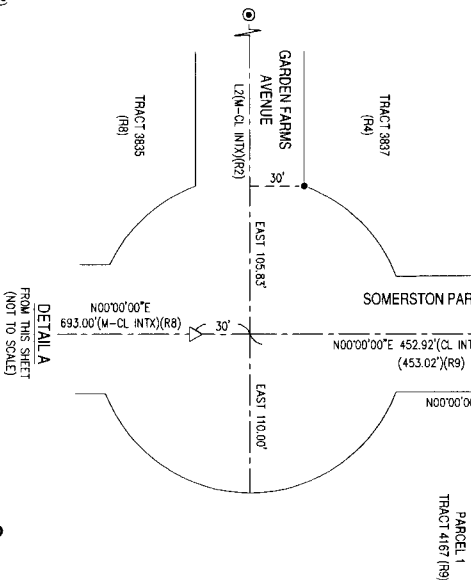 GARDEN FARMS
AVENUE
L2(M-CL INTX)(R2)
TRACT 3835
(R8)
TRACT 3837
(R4)
30'
EAST 105.83'
SOMERSTON PAR
N00°00'00"E
693.00'(M-CL INTX)(R8)
30'
N00°00'00"E 452.92'(CL INT
(453.02')(R9)
N00°00'0
EAST 110.00'
DETAIL A
FROM THIS SHEET
(NOT TO SCALE)
PARCEL 1
TRACT 4167 (R9)